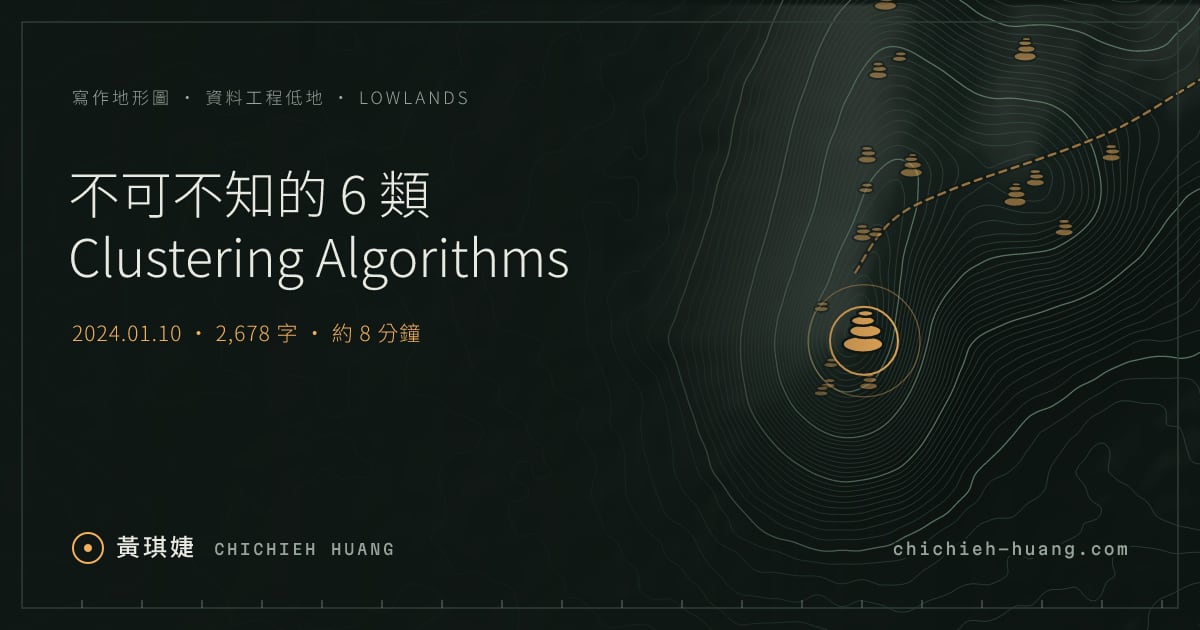 寫作地形圖 · 資料工程低地 · LOWLANDS
不可不知的 6 類
Clustering Algorithms
2024.01.10 · 2,678 字 · 約 8 分鐘
黃琪婕 CHICHIEH HUANG
chichieh-huang.com